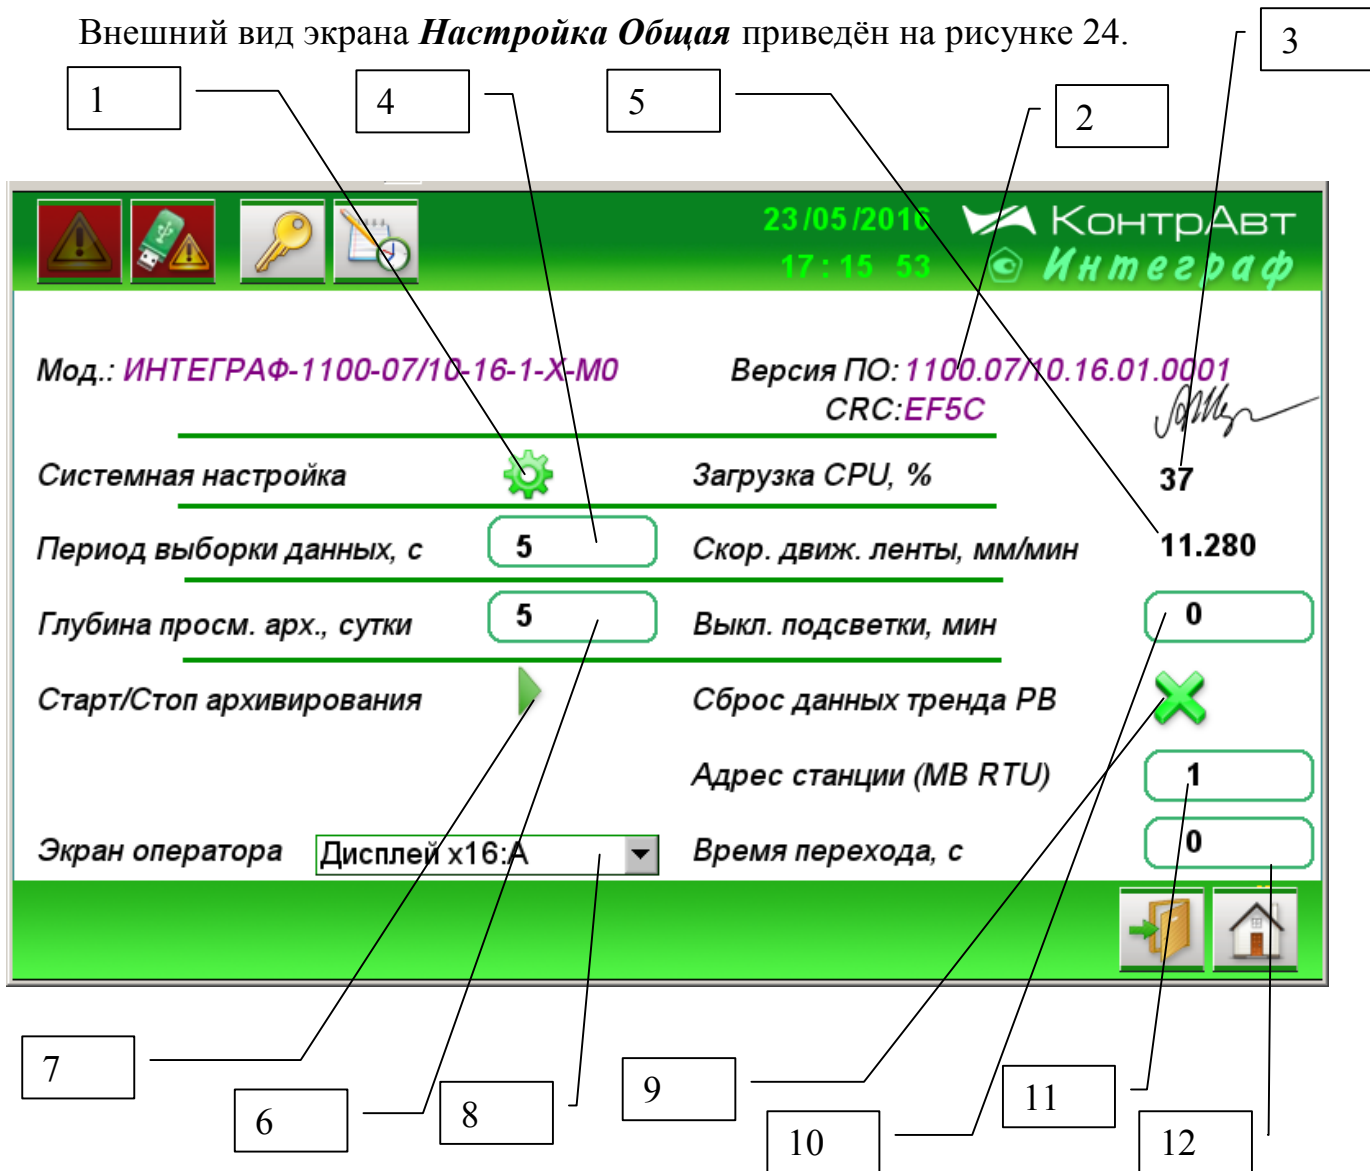 Внешний вид экрана Настройка Общая приведён на рисунке 24.
3
1
4
5
2
23/05/2016
КонтрАвт
17:15 53
Интеграф
Мод.: ИНТЕГРАФ-1100-07/10-16-1-X-M0
Версия ПО: 1100.07/10.16.01.0001
CRC:EF5C
Системная настройка
Загрузка CPU, %
37
Период выборки данных, с
5
Скор. движ. ленты, мм/мин
11.280
Глубина просм. арх., сутки
5
Выкл. подсветки, мин
0
Старт/Стоп архивирования
Сброс данных тренда РВ
Адрес станции (MB RTU)
1
Экран оператора
Дисплей x16:A
Время перехода, с
0
7
6
8
9
10
11
12